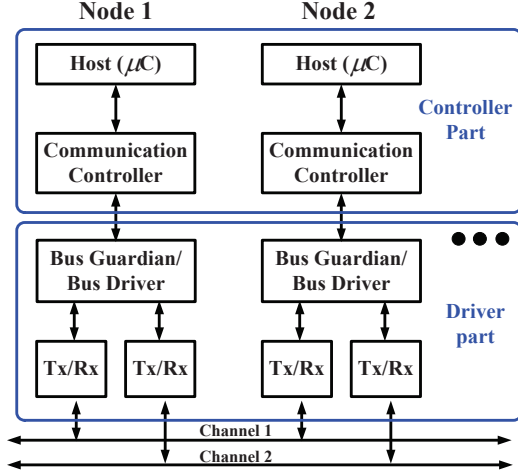 Node 1
Node 2
Host (μC)
Host (μC)
Controller
Part
Communication
Controller
Communication
Controller
Bus Guardian/
Bus Driver
Bus Guardian/
Bus Driver
Driver
part
Tx/Rx
Tx/Rx
Tx/Rx
Tx/Rx
Channel 1
Channel 2